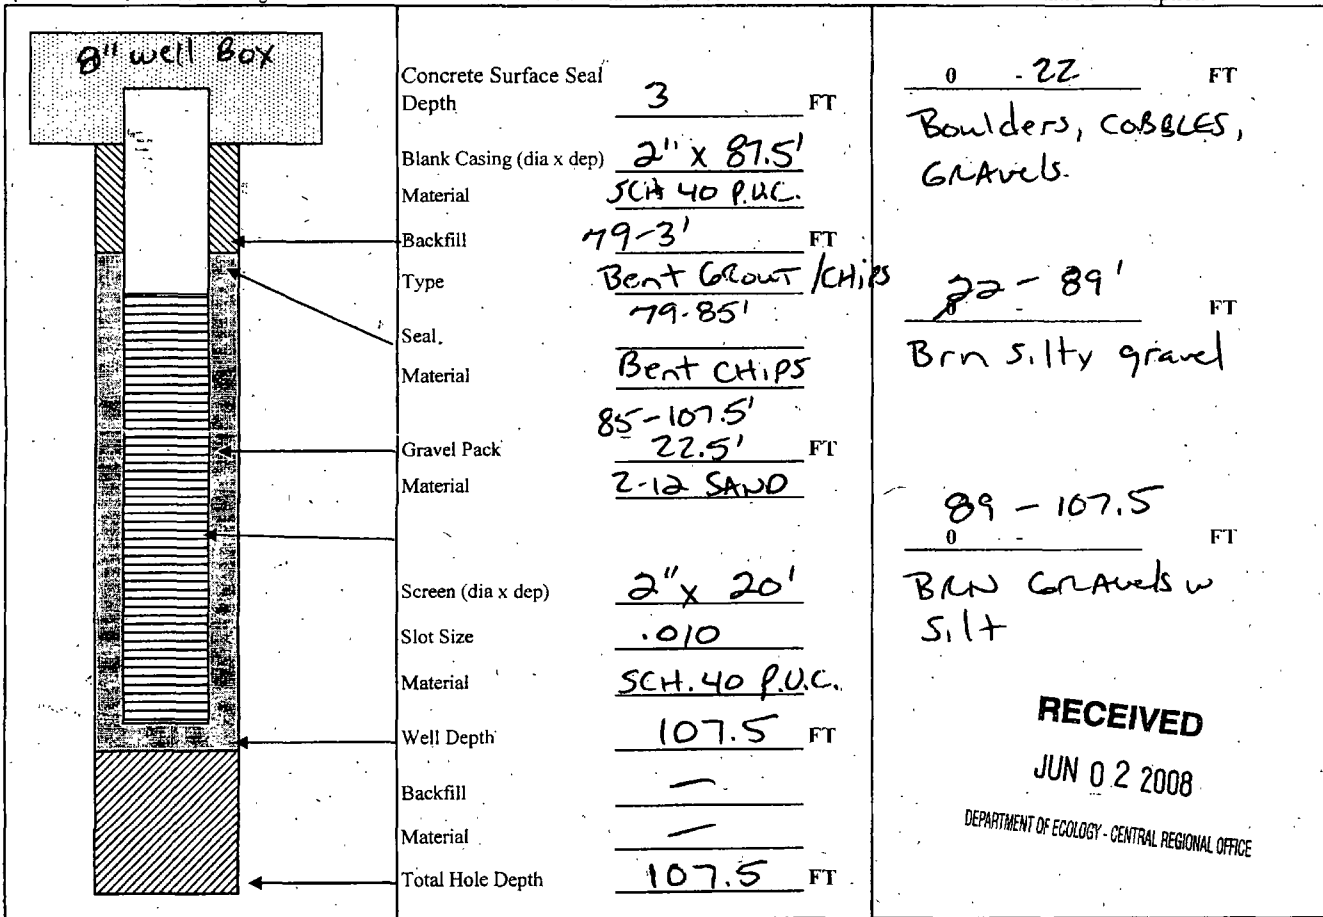 8" well Box
Concrete Surface Seal
Depth 3 FT
Blank Casing (dia x dep) 2" x 87.5'
Material SCH 40 P.V.C.
Backfill 79-3' FT
Type Bent Grout / CHips
79-85'
Seal
Material Bent CHIPS
85-107.5'
Gravel Pack 22.5' FT
Material 2-12 SAND
Screen (dia x dep) 2" x 20'
Slot Size .010
Material SCH. 40 P.V.C.
Well Depth 107.5 FT
Backfill —
Material —
Total Hole Depth 107.5 FT
0 - 22 FT
Boulders, COBBLES,
GRAvels.
22 - 89'
0 - FT
Brn silty gravel
89 - 107.5
0 - FT
BRN GRAvels w
silt
RECEIVED
JUN 02 2008
DEPARTMENT OF ECOLOGY - CENTRAL REGIONAL OFFICE